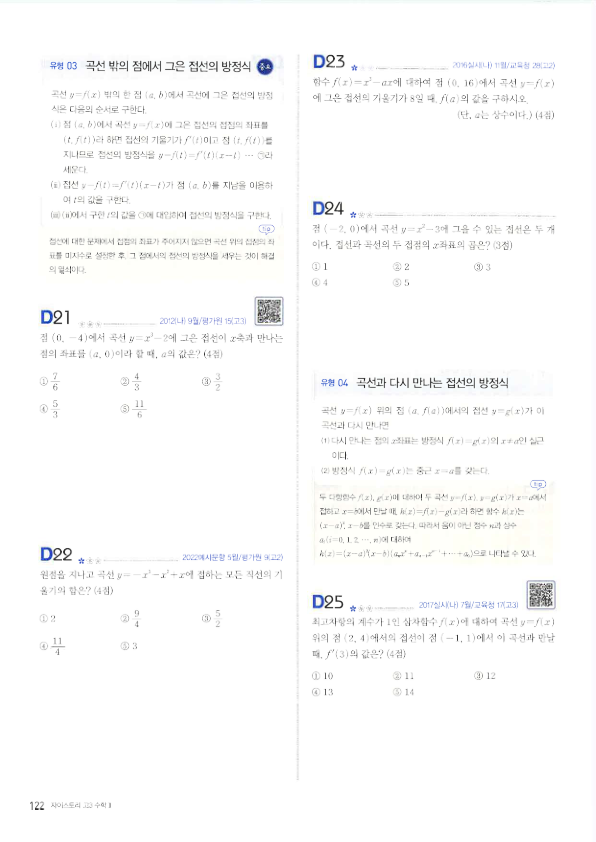 유형 03 곡선 밖의 점에서 그은 접선의 방정식 중요
곡선 y=f(x) 밖의 한 점 (a, b)에서 곡선에 그은 접선의 방정
식은 다음의 순서로 구한다.
(i) 점 (a, b)에서 곡선 y=f(x)에 그은 접선의 접점의 좌표를
(t, f(t))라 하면 접선의 기울기가 f'(t)이고 점 (t, f(t))를
지나므로 접선의 방정식을 y-f(t)=f'(t)(x-t) … ㉠라
세운다.
(ii) 접선 y-f(t)=f'(t)(x-t)가 점 (a, b)를 지남을 이용하
여 t의 값을 구한다.
(iii) (ii)에서 구한 t의 값을 ㉠에 대입하여 접선의 방정식을 구한다.
tip
접선에 대한 문제에서 접점의 좌표가 주어지지 않으면 곡선 위의 접점의 좌
표를 미지수로 설정한 후, 그 점에서의 접선의 방정식을 세우는 것이 해결
의 열쇠이다.
D21 2012(나) 9월/평가원 15(고3)
점 (0, -4)에서 곡선 y=x³-2에 그은 접선이 x축과 만나는
점의 좌표를 (a, 0)이라 할 때, a의 값은? (4점)
① 7/6 ② 4/3 ③ 3/2
④ 5/3 ⑤ 11/6
D22 2022예시문항 5월/평가원 9(고2)
원점을 지나고 곡선 y=-x³-x²+x에 접하는 모든 직선의 기
울기의 합은? (4점)
① 2 ② 9/4 ③ 5/2
④ 11/4 ⑤ 3
122 자이스토리 고3 수학Ⅱ
D23 2016실시(나) 11월/교육청 28(고2)
함수 f(x)=x³-ax에 대하여 점 (0, 16)에서 곡선 y=f(x)
에 그은 접선의 기울기가 8일 때, f(a)의 값을 구하시오.
(단, a는 상수이다.) (4점)
D24
점 (-2, 0)에서 곡선 y=x²-3에 그을 수 있는 접선은 두 개
이다. 접선과 곡선의 두 접점의 x좌표의 곱은? (3점)
① 1 ② 2 ③ 3
④ 4 ⑤ 5
유형 04 곡선과 다시 만나는 접선의 방정식
곡선 y=f(x) 위의 점 (a, f(a))에서의 접선 y=g(x)가 이
곡선과 다시 만나면
(1) 다시 만나는 점의 x좌표는 방정식 f(x)=g(x)의 x≠a인 실근
이다.
(2) 방정식 f(x)=g(x)는 중근 x=a를 갖는다.
tip
두 다항함수 f(x), g(x)에 대하여 두 곡선 y=f(x), y=g(x)가 x=a에서
접하고 x=b에서 만날 때, h(x)=f(x)-g(x)라 하면 함수 h(x)는
(x-a)², x-b를 인수로 갖는다. 따라서 음이 아닌 정수 n과 상수
aᵢ(i=0, 1, 2, …, n)에 대하여
D25 2017실시(나) 7월/교육청 17(고3)
최고차항의 계수가 1인 삼차함수 f(x)에 대하여 곡선 y=f(x)
위의 점 (2, 4)에서의 접선이 점 (-1, 1)에서 이 곡선과 만날
때, f'(3)의 값은? (4점)
① 10 ② 11 ③ 12
④ 13 ⑤ 14